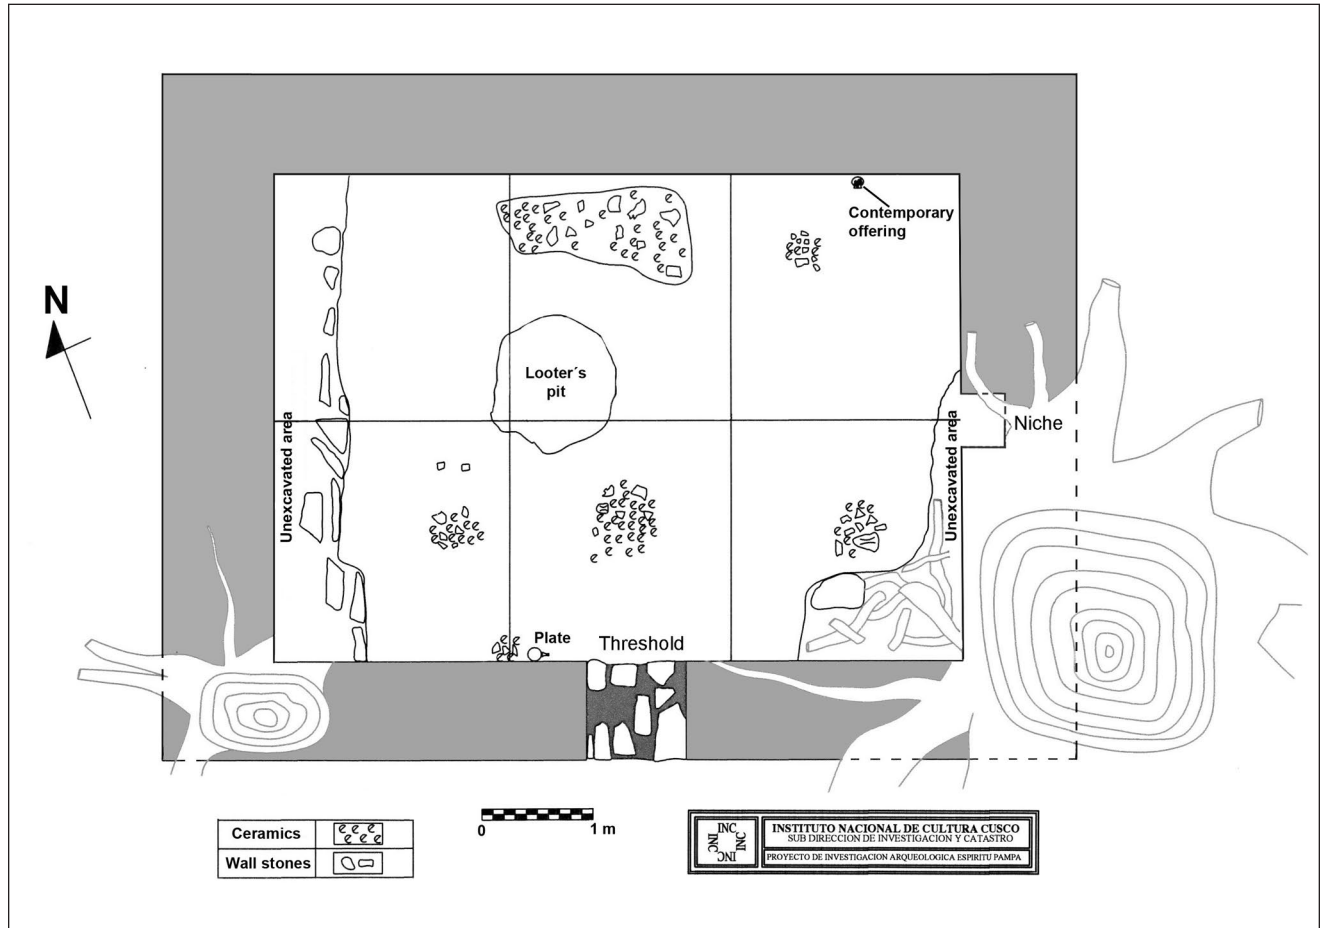 Contemporary
offering
N
Looter´s
pit
Unexcavated area
Unexcavated area
Niche
Plate
Threshold
Ceramics
Wall stones
0
1 m
INC
INC
INC
INC
INSTITUTO NACIONAL DE CULTURA CUSCO
SUB DIRECCION DE INVESTIGACION Y CATASTRO
PROYECTO DE INVESTIGACION ARQUEOLOGICA ESPIRITU PAMPA